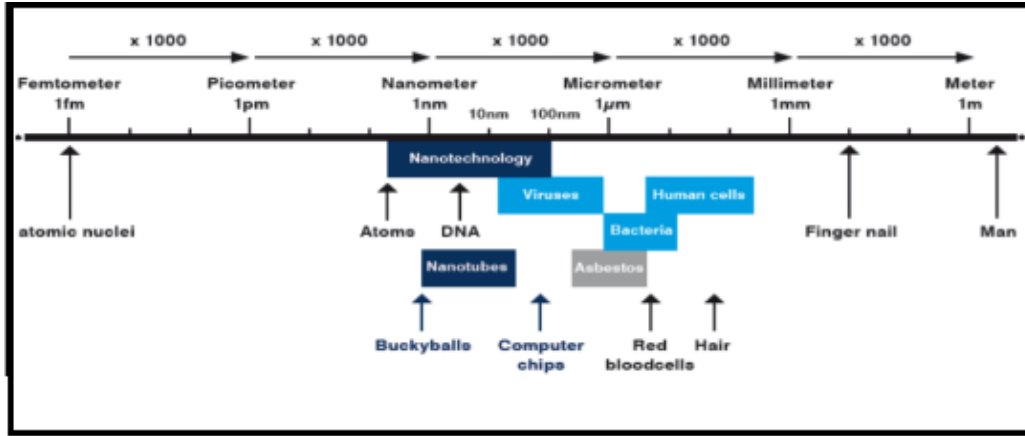 x 1000 x 1000 x 1000 x 1000 x 1000
Femtometer Picometer Nanometer Micrometer Millimeter Meter
1fm 1pm 1nm 10nm 100nm 1µm 1mm 1m
Nanotechnology
Viruses Human cells
atomic nuclei Atoms DNA Bacteria Finger nail Man
Nanotubes Asbestos
Buckyballs Computer Red Hair
chips bloodcells